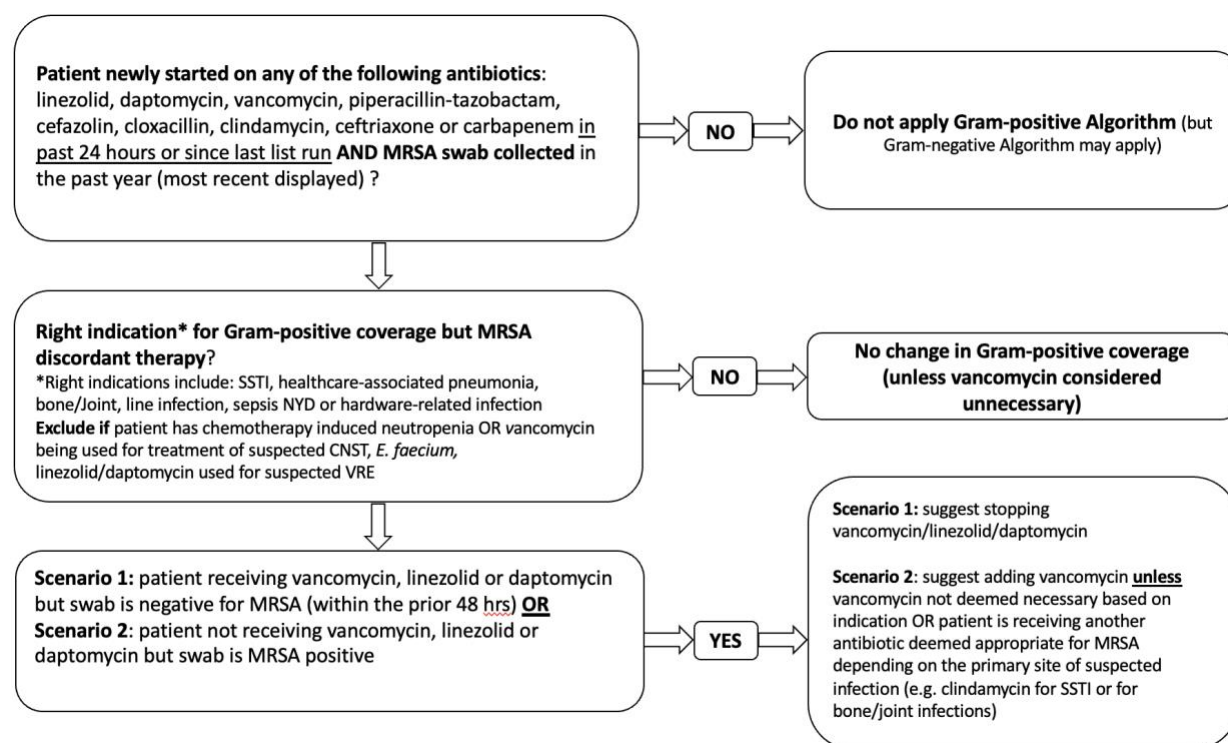 Patient newly started on any of the following antibiotics:
linezolid, daptomycin, vancomycin, piperacillin-tazobactam,
cefazolin, cloxacillin, clindamycin, ceftriaxone or carbapenem in
past 24 hours or since last list run AND MRSA swab collected in
the past year (most recent displayed) ?
NO
Do not apply Gram-positive Algorithm (but
Gram-negative Algorithm may apply)
Right indication* for Gram-positive coverage but MRSA
discordant therapy?
*Right indications include: SSTI, healthcare-associated pneumonia,
bone/Joint, line infection, sepsis NYD or hardware-related infection
Exclude if patient has chemotherapy induced neutropenia OR vancomycin
being used for treatment of suspected CNST, E. faecium,
linezolid/daptomycin used for suspected VRE
NO
No change in Gram-positive coverage
(unless vancomycin considered
unnecessary)
Scenario 1: patient receiving vancomycin, linezolid or daptomycin
but swab is negative for MRSA (within the prior 48 hrs) OR
Scenario 2: patient not receiving vancomycin, linezolid or
daptomycin but swab is MRSA positive
YES
Scenario 1: suggest stopping
vancomycin/linezolid/daptomycin
Scenario 2: suggest adding vancomycin unless
vancomycin not deemed necessary based on
indication OR patient is receiving another
antibiotic deemed appropriate for MRSA
depending on the primary site of suspected
infection (e.g. clindamycin for SSTI or for
bone/joint infections)